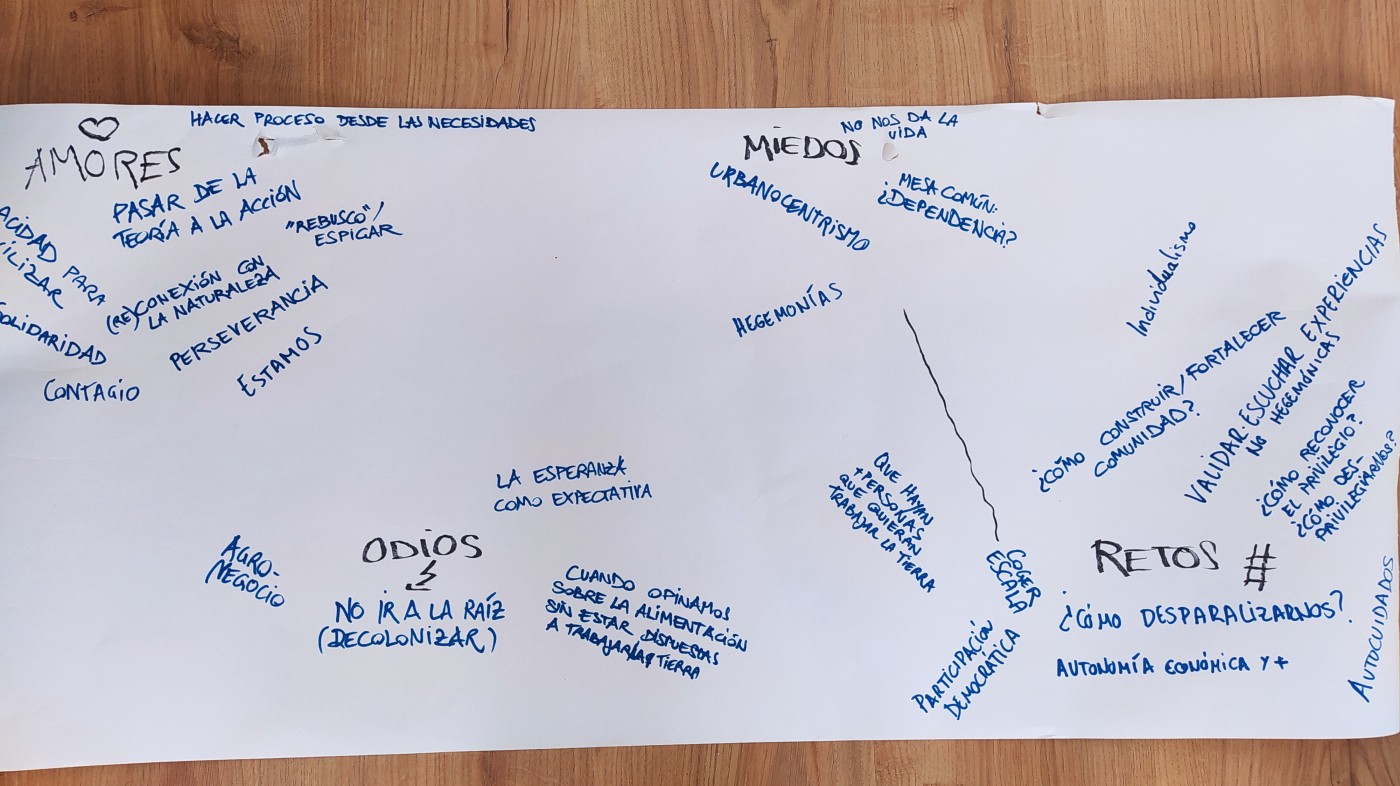 AMORES
HACER PROCESO DESDE LAS NECESIDADES
PASAR DE LA
TEORÍA A LA ACCIÓN
"REBUSCO"/
ESPIGAR
ACIDAD PARA
ILIZAR
(RE)CONEXIÓN CON
LA NATURALEZA
SOLIDARIDAD
PERSEVERANCIA
CONTAGIO
ESTAMOS
MIEDOS
NO NOS DA LA
VIDA
URBANOCENTRISMO
MESA COMÚN:
¿DEPENDENCIA?
HEGEMONÍAS
Individualismo
ODIOS
LA ESPERANZA
COMO EXPECTATIVA
AGRO-
NEGOCIO
NO IR A LA RAÍZ
(DECOLONIZAR)
CUANDO OPINAMOS
SOBRE LA ALIMENTACIÓN
SIN ESTAR DISPUESTAS
A TRABAJAR LA TIERRA
RETOS #
¿CÓMO CONSTRUIR/FORTALECER
COMUNIDAD?
VALIDAR-ESCUCHAR EXPERIENCIAS
NO HEGEMÓNICAS
¿CÓMO RECONOCER
EL PRIVILEGIO?
¿CÓMO DES-
PRIVILEGIARNOS?
QUE HAYAN
+PERSONAS
QUE QUIERAN
TRABAJAR LA TIERRA
COGER
ESCALA
PARTICIPACIÓN
DEMOCRÁTICA
¿CÓMO DESPARALIZARNOS?
AUTONOMÍA ECONÓMICA Y +
AUTOCUIDADOS